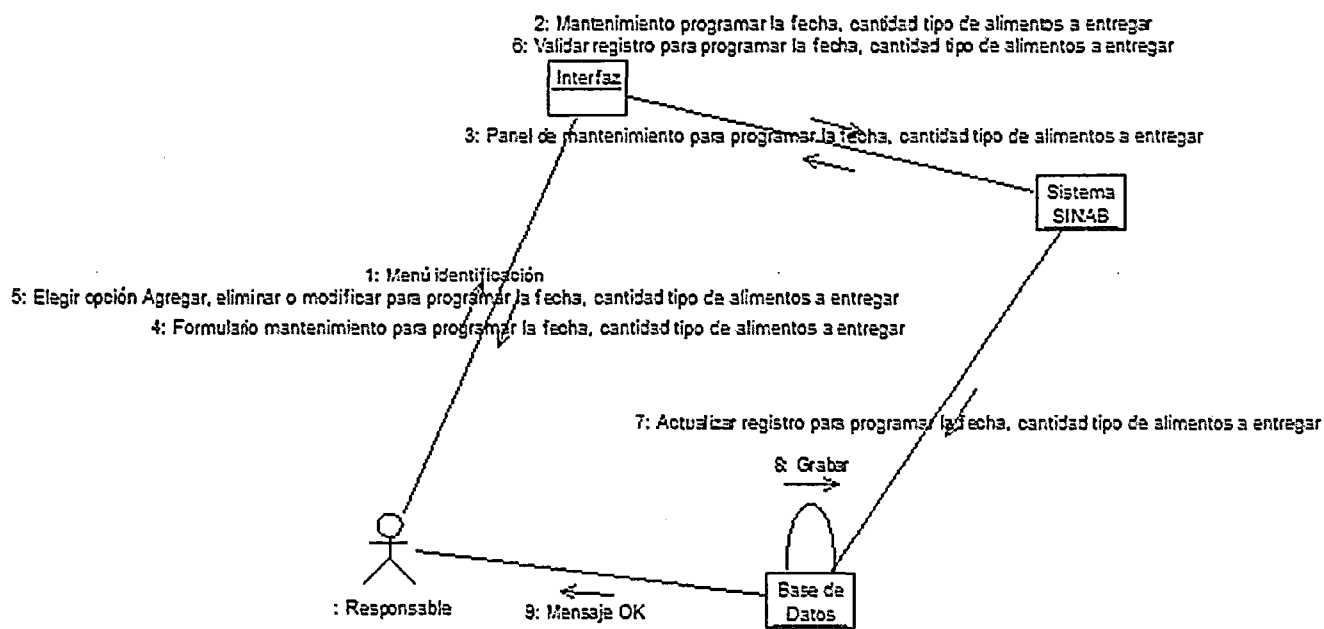 2: Mantenimiento programar la fecha, cantidad tipo de alimentos a entregar
6: Validar registro para programar la fecha, cantidad tipo de alimentos a entregar
Interfaz
3: Panel de mantenimiento para programar la fecha, cantidad tipo de alimentos a entregar
Sistema
SINAB
1: Menú identificación
5: Elegir opción Agregar, eliminar o modificar para programar la fecha, cantidad tipo de alimentos a entregar
4: Formulario mantenimiento para programar la fecha, cantidad tipo de alimentos a entregar
7: Actualizar registro para programar la fecha, cantidad tipo de alimentos a entregar
8: Grabar
: Responsable
9: Mensaje OK
Base de
Datos